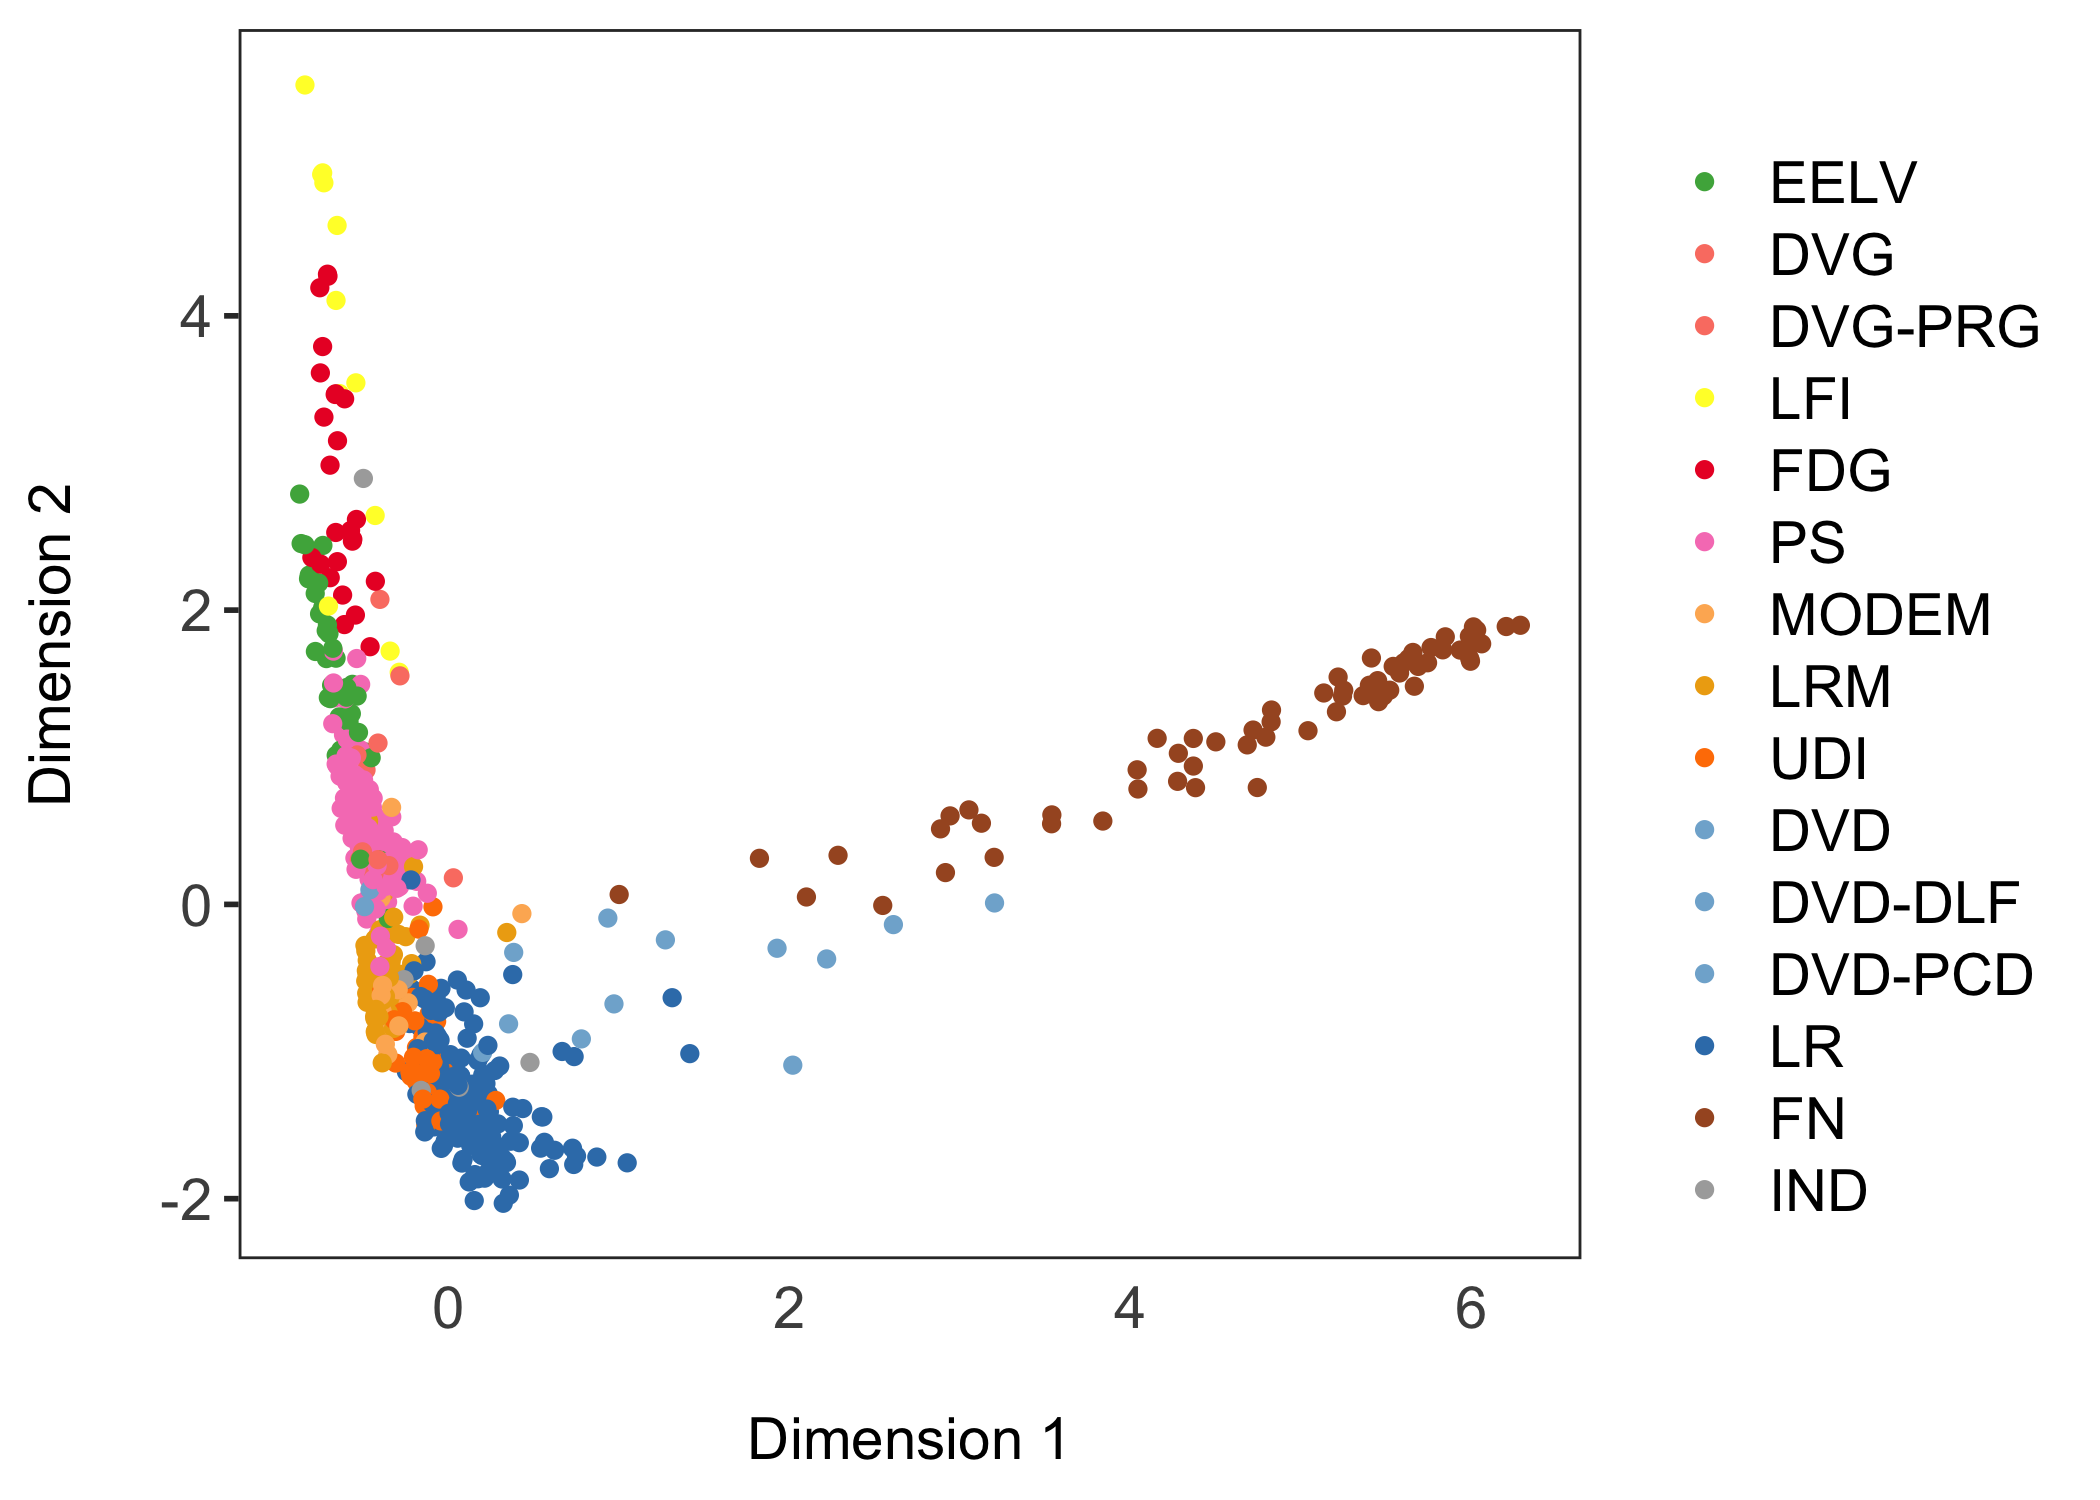 4
2
0
-2
0 2 4 6
Dimension 1
Dimension 2
EELV
DVG
DVG-PRG
LFI
FDG
PS
MODEM
LRM
UDI
DVD
DVD-DLF
DVD-PCD
LR
FN
IND